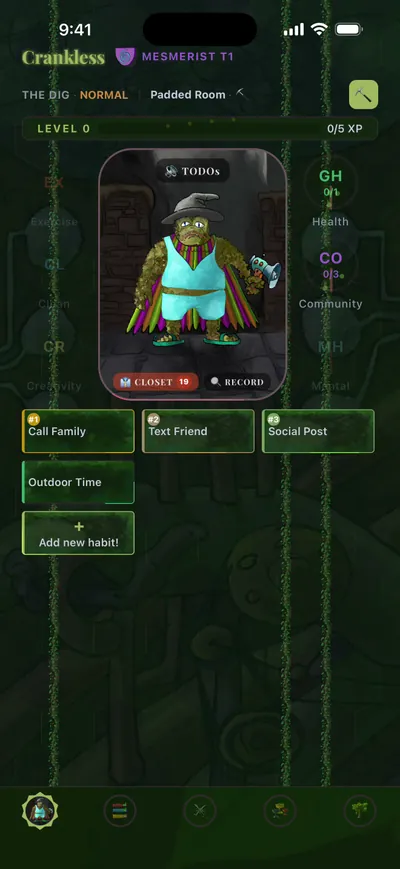 9:41
Crankless MESMERIST T1
THE DIG · NORMAL Padded Room ·
LEVEL 0 0/5 XP
TODOs
EX
Exercise
GH
0/1
Health
CL
Clean
CO
0/3
Community
CR
Creativity
MH
Mental
CLOSET 19 RECORD
#1
Call Family
#2
Text Friend
#3
Social Post
Outdoor Time
+
Add new habit!